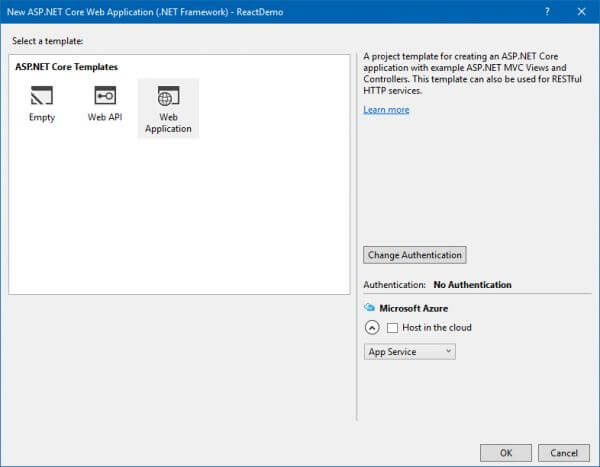 New ASP.NET Core Web Application (.NET Framework) - ReactDemo
?
Select a template:
ASP.NET Core Templates
Empty
Web API
Web
Application
A project template for creating an ASP.NET Core
application with example ASP.NET MVC Views and
Controllers. This template can also be used for RESTful
HTTP services.
Learn more
Change Authentication
Authentication: No Authentication
Microsoft Azure
Host in the cloud
App Service
OK
Cancel